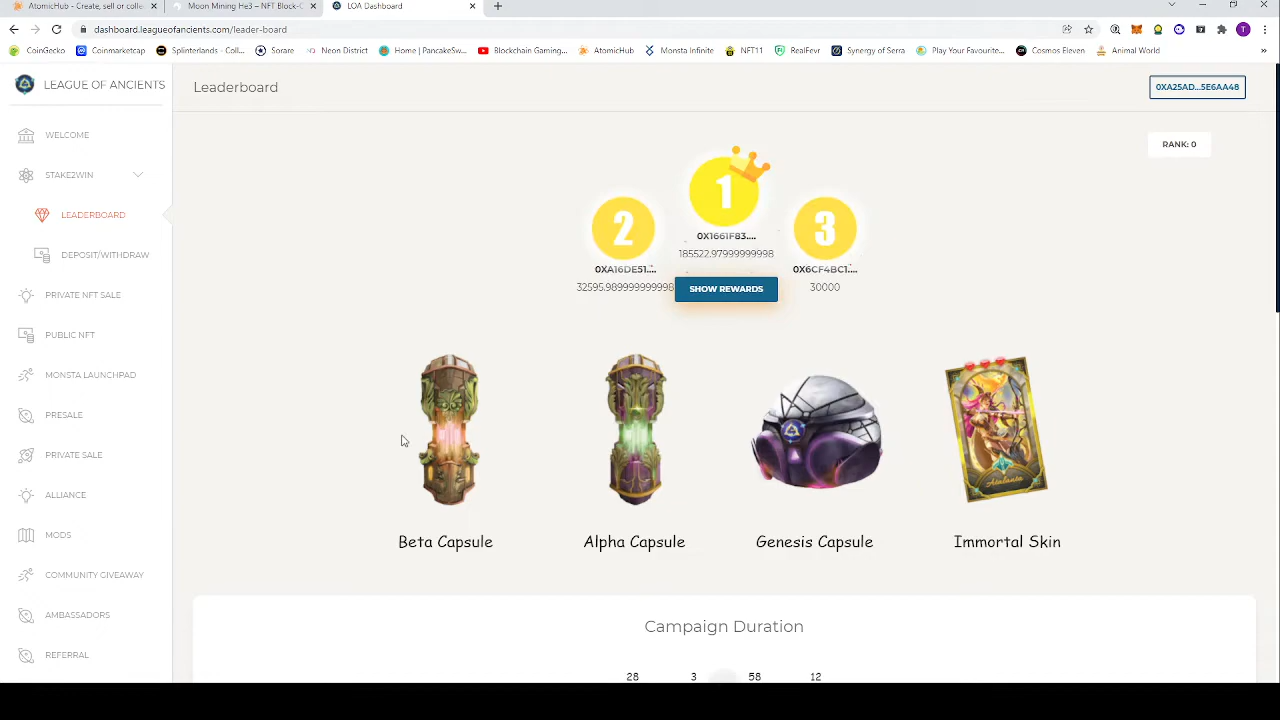 AtomicHub - Create, sell or colle
Moon Mining He3 – NFT Block-C
LOA Dashboard
dashboard.leagueofancients.com/leader-board
T
CoinGecko
Coinmarketcap
Splinterlands - Coll...
Sorare
Neon District
Home | PancakeSw...
Blockchain Gaming...
AtomicHub
Monsta Infinite
NFT11
RealFevr
Synergy of Serra
Play Your Favourite...
Cosmos Eleven
Animal World
LEAGUE OF ANCIENTS
Leaderboard
0XA25AD...5E6AA48
WELCOME
STAKE2WIN
LEADERBOARD
DEPOSIT/WITHDRAW
PRIVATE NFT SALE
PUBLIC NFT
MONSTA LAUNCHPAD
PRESALE
PRIVATE SALE
ALLIANCE
MODS
COMMUNITY GIVEAWAY
AMBASSADORS
REFERRAL
RANK: 0
1
2
3
0X1661F83....
185522.97999999998
0XA16DE51....
0X6CF4BC1....
32595.989999999998
30000
SHOW REWARDS
Atalanta
Beta Capsule
Alpha Capsule
Genesis Capsule
Immortal Skin
Campaign Duration
28 3 58 12